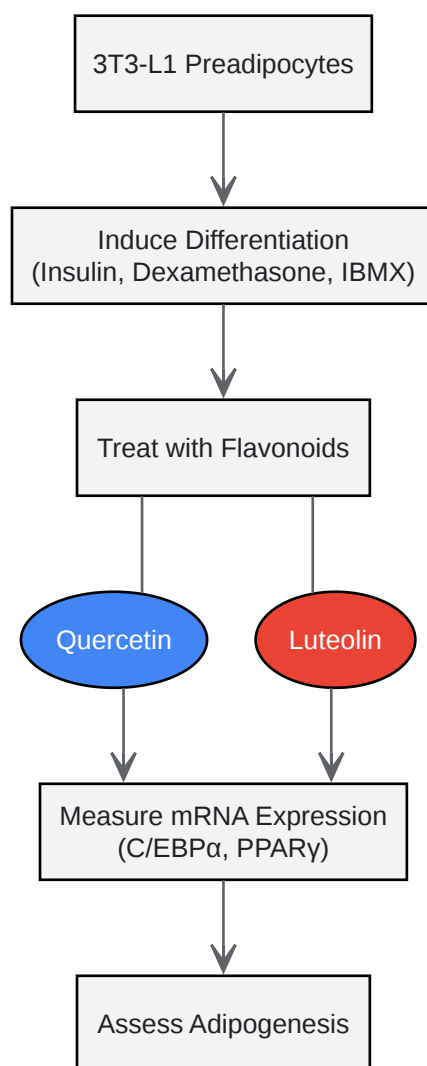 3T3-L1 Preadipocytes
Induce Differentiation
(Insulin, Dexamethasone, IBMX)
Treat with Flavonoids
Quercetin
Luteolin
Measure mRNA Expression
(C/EBPα, PPARγ)
Assess Adipogenesis